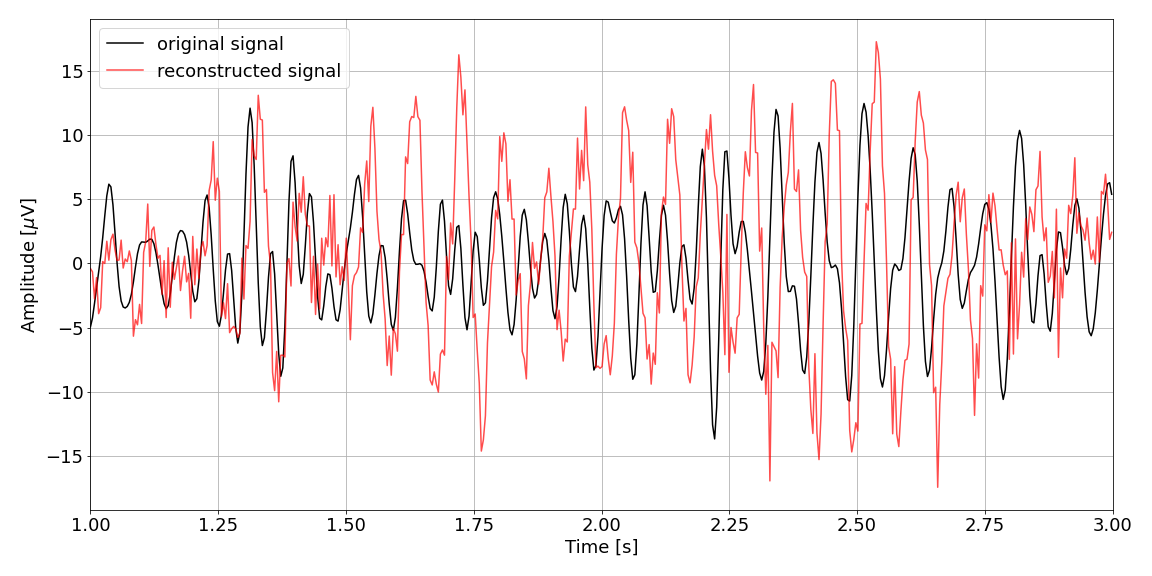 original signal
reconstructed signal
Amplitude [μV]
15
10
5
0
−5
−10
−15
1.00 1.25 1.50 1.75 2.00 2.25 2.50 2.75 3.00
Time [s]